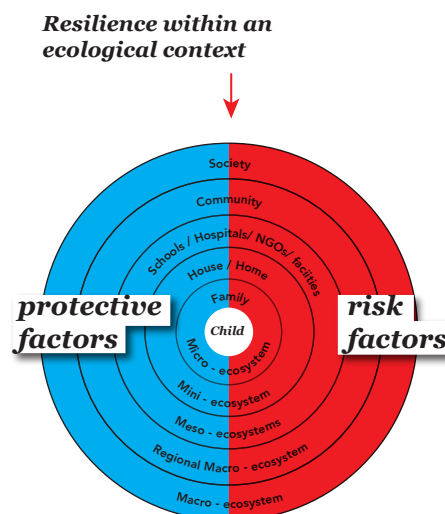 Resilience within an
ecological context
Society
Community
Schools / Hospitals/ NGOs/ faclities
House / Home
Family
protective
factors
Child
risk
factors
Micro - ecosystem
Mini - ecosystem
Meso - ecosystems
Regional Macro - ecosystem
Macro - ecosystem